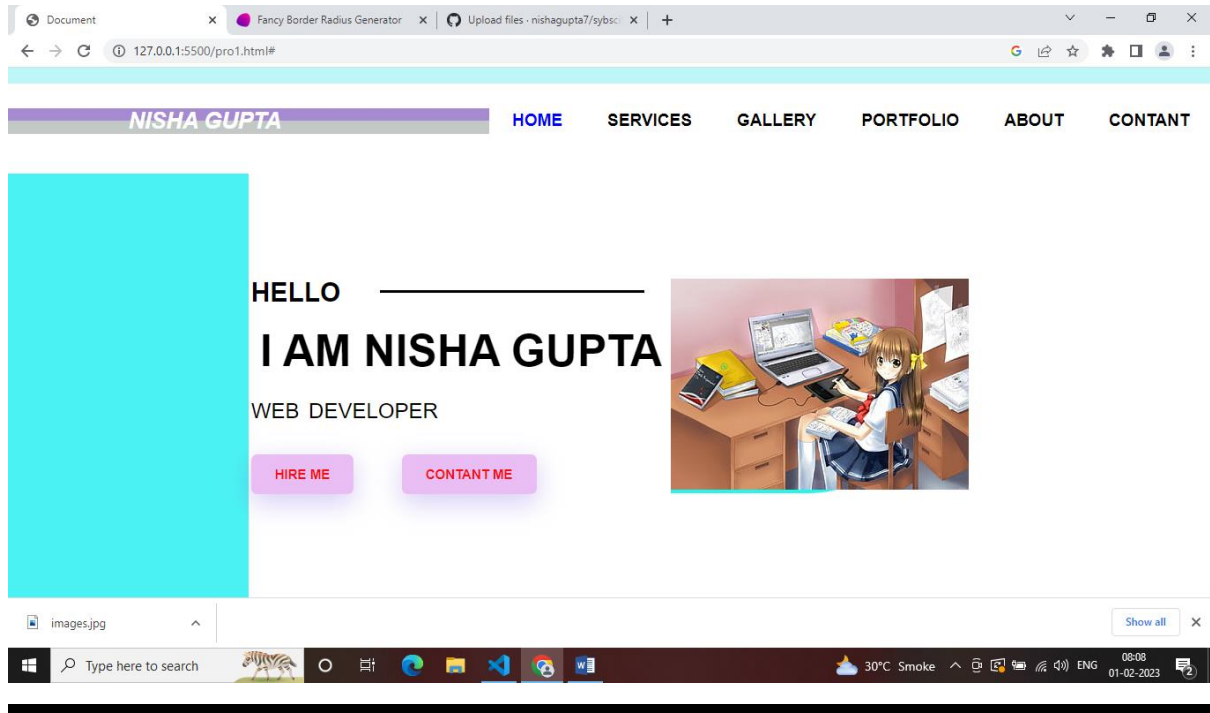 Document
Fancy Border Radius Generator
Upload files · nishagupta7/sybsci
127.0.0.1:5500/pro1.html#
NISHA GUPTA
HOME SERVICES GALLERY PORTFOLIO ABOUT CONTANT
HELLO
I AM NISHA GUPTA
WEB DEVELOPER
HIRE ME CONTANT ME
images.jpg
Show all
Type here to search
30°C Smoke
ENG
08:08
01-02-2023
2